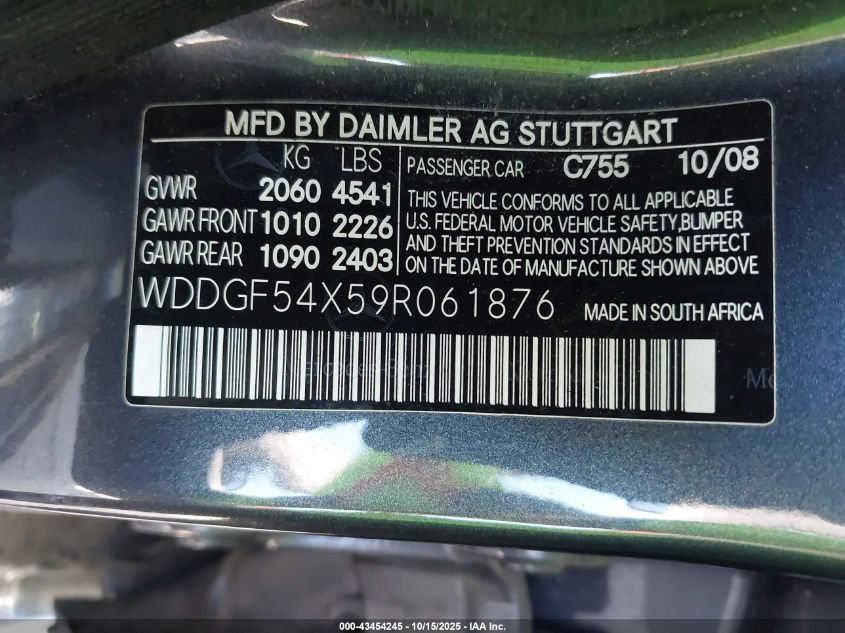 MFD BY DAIMLER AG STUTTGART
KG LBS
GVWR 2060 4541
GAWR FRONT 1010 2226
GAWR REAR 1090 2403
PASSENGER CAR C755 10/08
THIS VEHICLE CONFORMS TO ALL APPLICABLE
U.S. FEDERAL MOTOR VEHICLE SAFETY, BUMPER
AND THEFT PREVENTION STANDARDS IN EFFECT
ON THE DATE OF MANUFACTURE SHOWN ABOVE
WDDGF54X59R061876 MADE IN SOUTH AFRICA
Mercedes-Benz
000-43454245 - 10/15/2025 - IAA Inc.